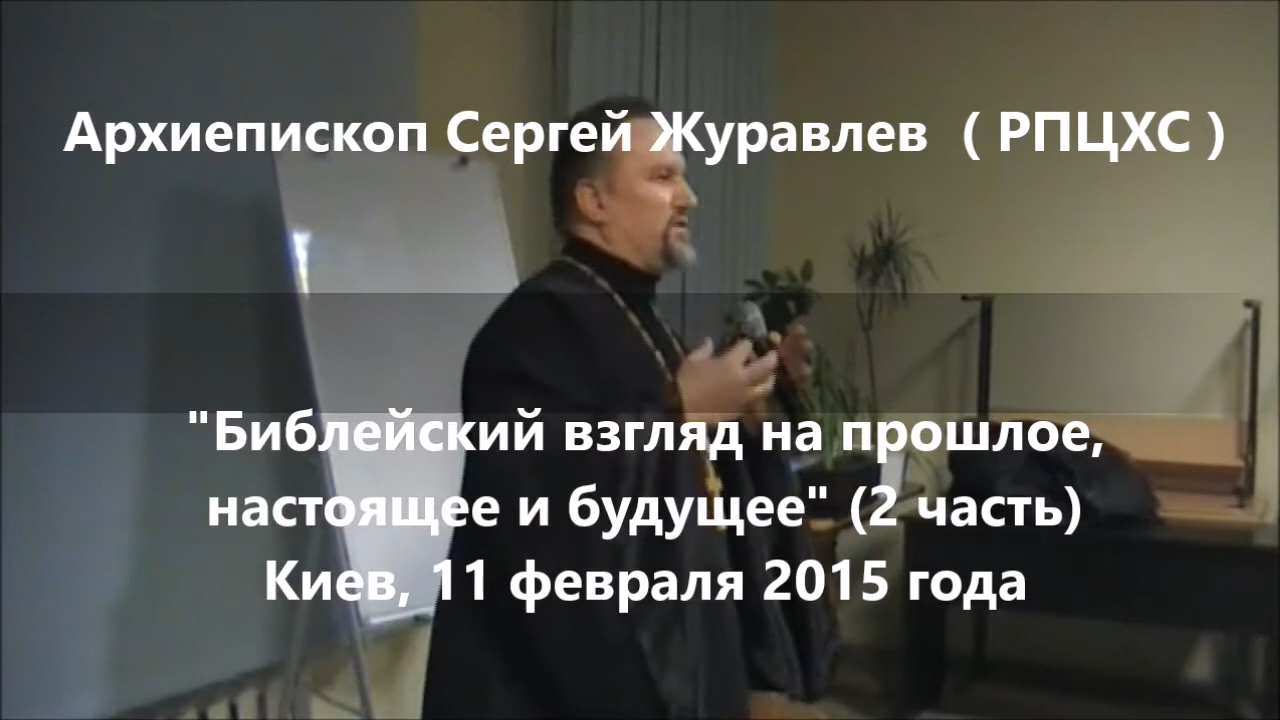 Архиепископ Сергей Журавлев ( РПЦХС )
"Библейский взгляд на прошлое,
настоящее и будущее" (2 часть)
Киев, 11 февраля 2015 года